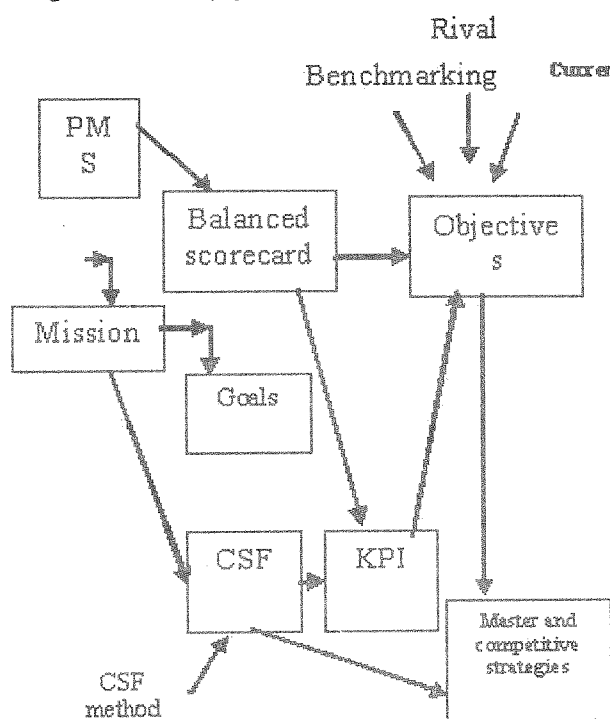 Rival
Benchmarking
PM
S
Balanced
scorecard
Objective
s
Mission
Goals
CSF
KPI
Master and
competitive
strategies
CSF
method